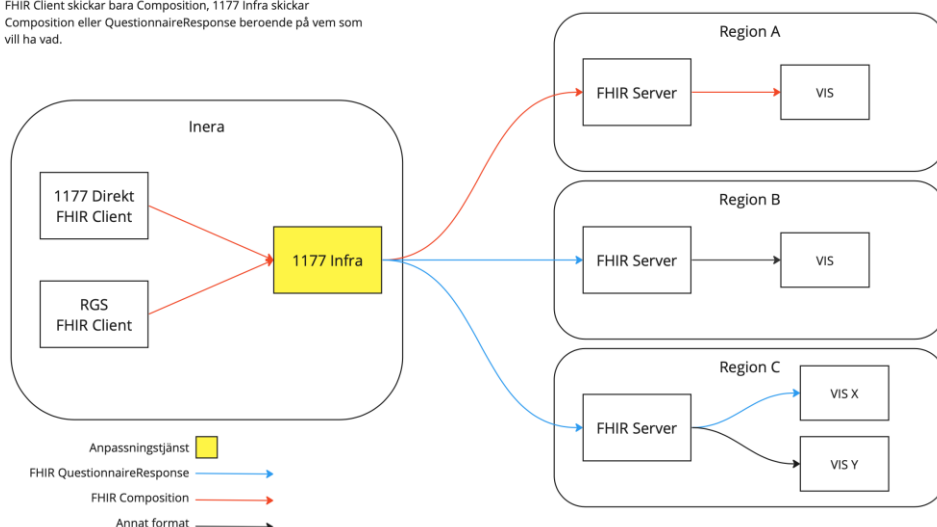 FHIR Client skickar bara Composition, 1177 Infra skickar
Composition eller QuestionnaireResponse beroende på vem som
vill ha vad.
Inera
1177 Direkt
FHIR Client
RGS
FHIR Client
1177 Infra
Region A
FHIR Server
VIS
Region B
FHIR Server
VIS
Region C
FHIR Server
VIS X
VIS Y
Anpassningstjänst
FHIR QuestionnaireResponse
FHIR Composition
Annat format